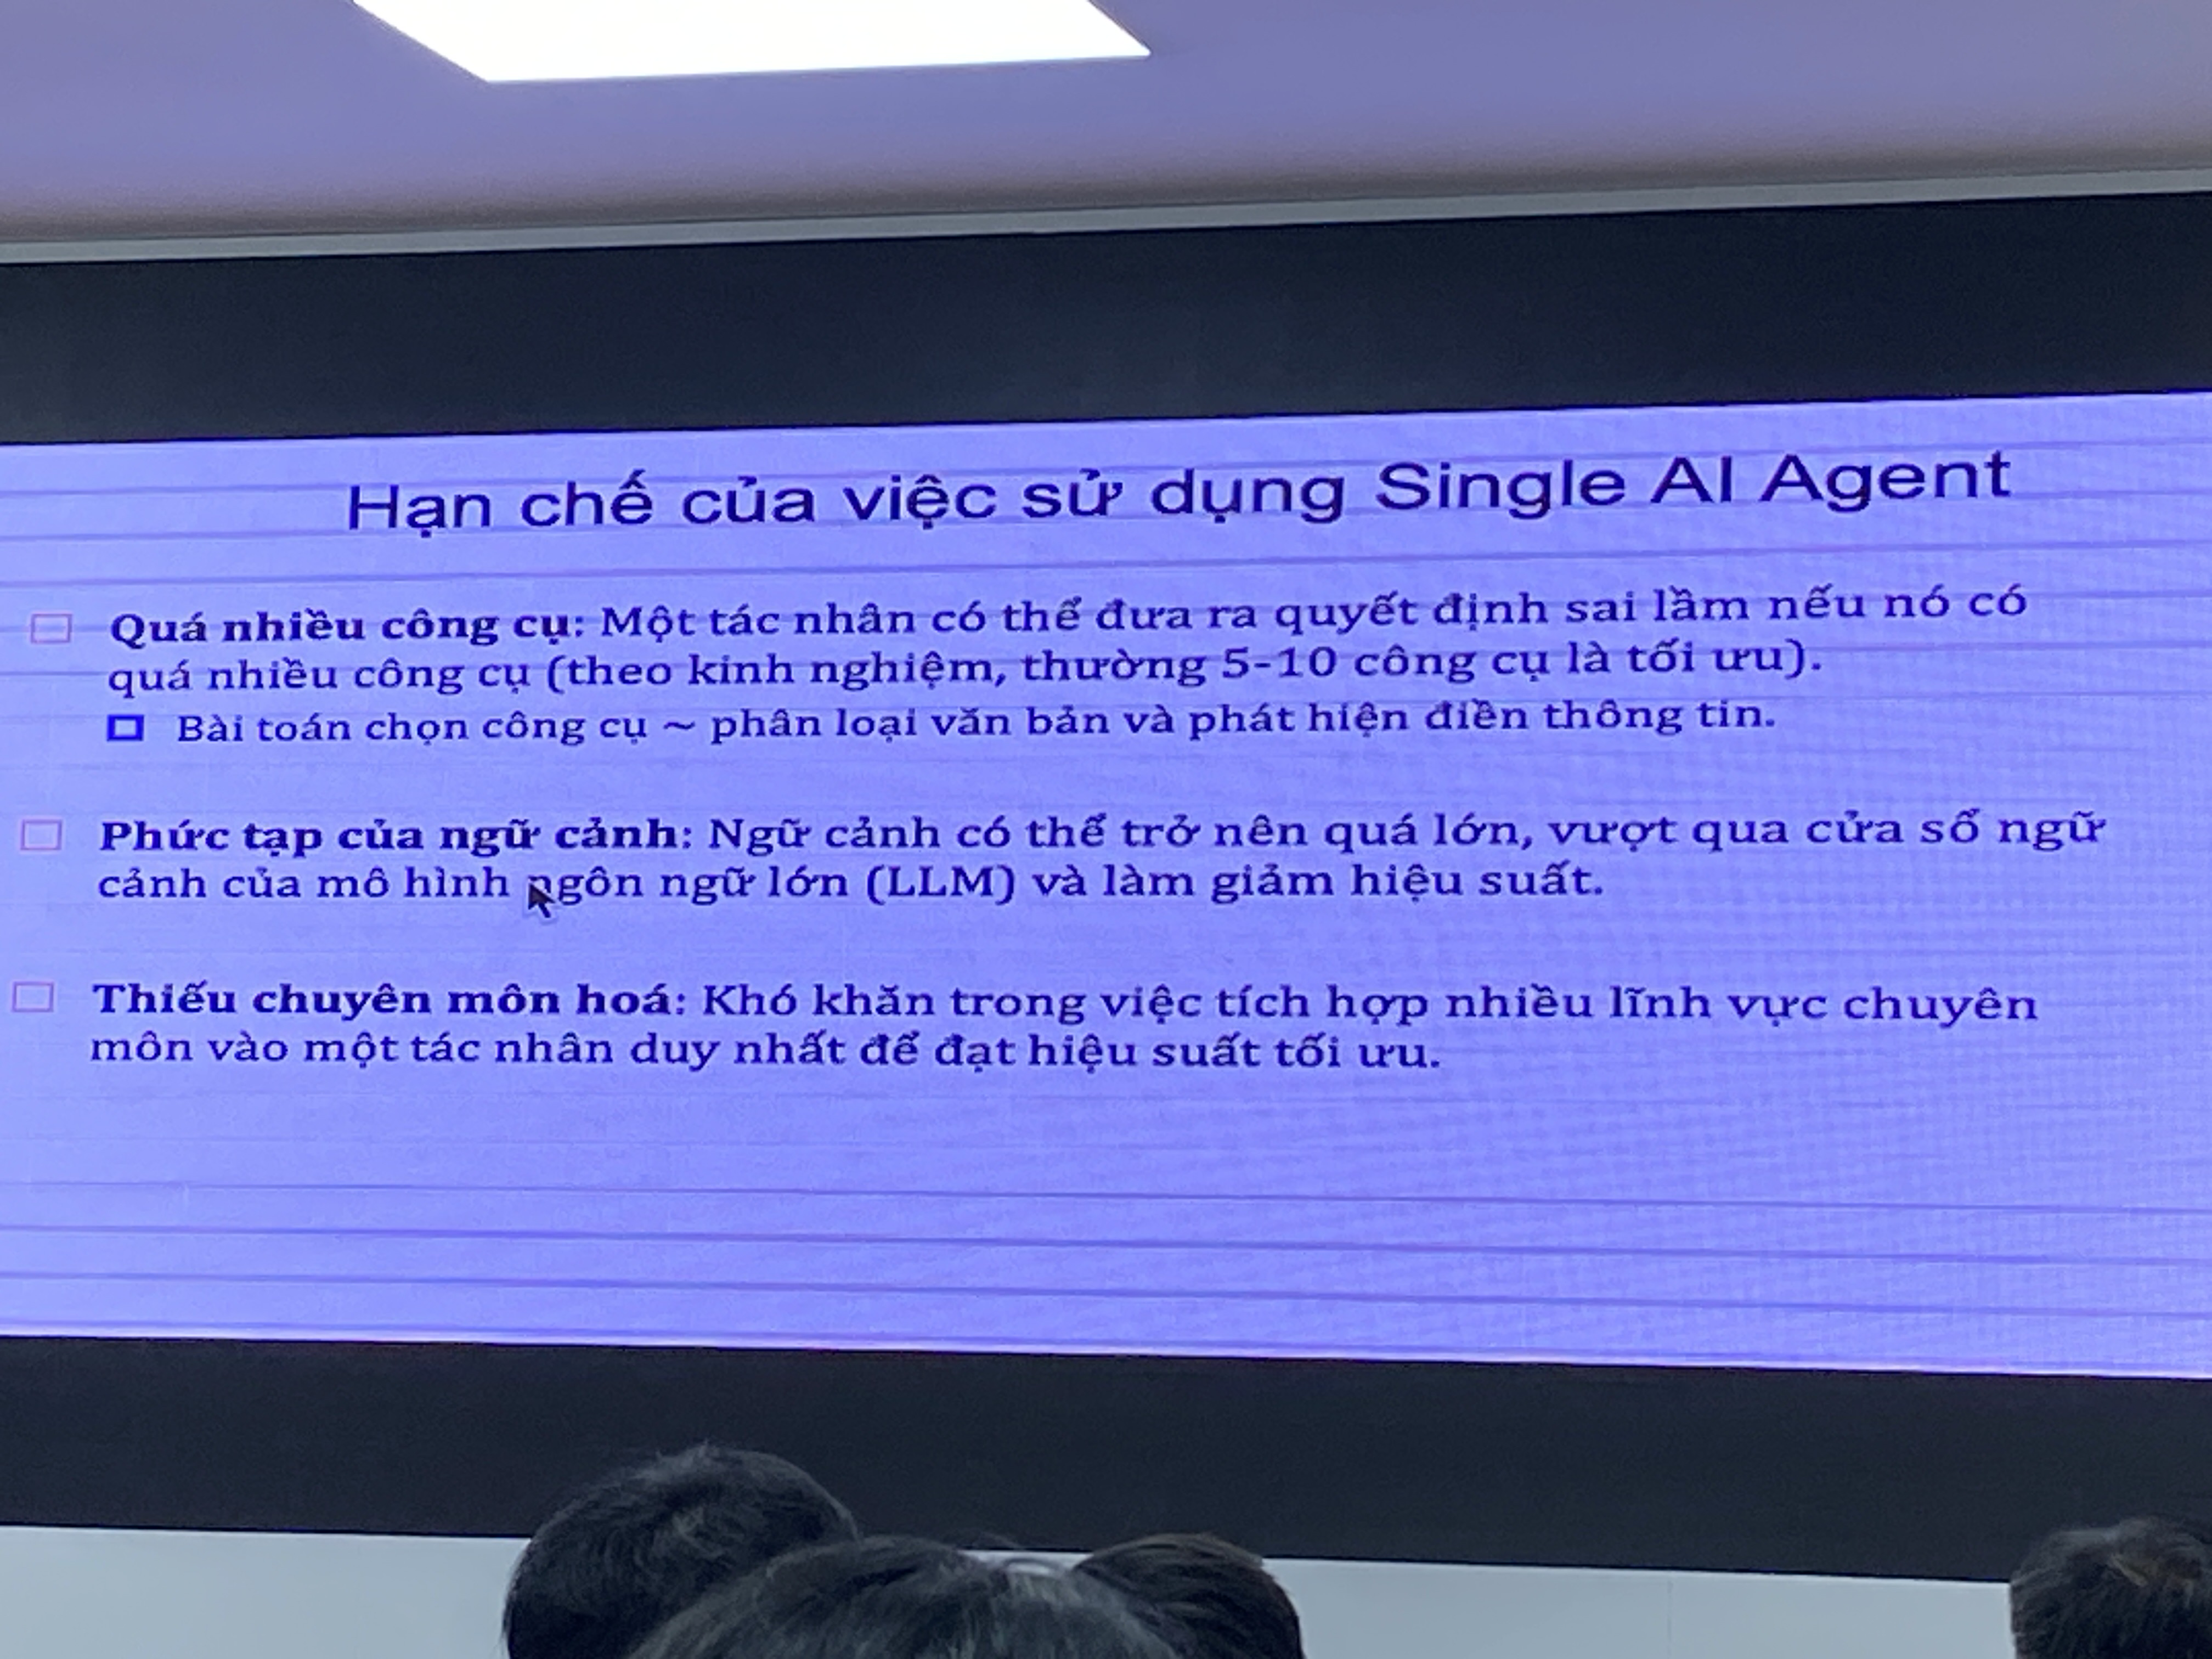 Hạn chế của việc sử dụng Single AI Agent
Quá nhiều công cụ: Một tác nhân có thể đưa ra quyết định sai lầm nếu nó có
quá nhiều công cụ (theo kinh nghiệm, thường 5-10 công cụ là tối ưu).
Bài toán chọn công cụ ~ phân loại văn bản và phát hiện điền thông tin.
Phức tạp của ngữ cảnh: Ngữ cảnh có thể trở nên quá lớn, vượt qua cửa sổ ngữ
cảnh của mô hình ngôn ngữ lớn (LLM) và làm giảm hiệu suất.
Thiếu chuyên môn hoá: Khó khăn trong việc tích hợp nhiều lĩnh vực chuyên
môn vào một tác nhân duy nhất để đạt hiệu suất tối ưu.